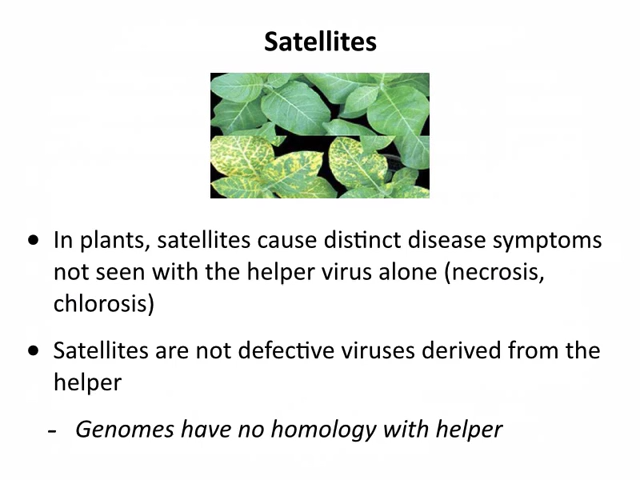 Satellites
• In plants, satellites cause distinct disease symptoms
not seen with the helper virus alone (necrosis,
chlorosis)
• Satellites are not defective viruses derived from the
helper
- Genomes have no homology with helper